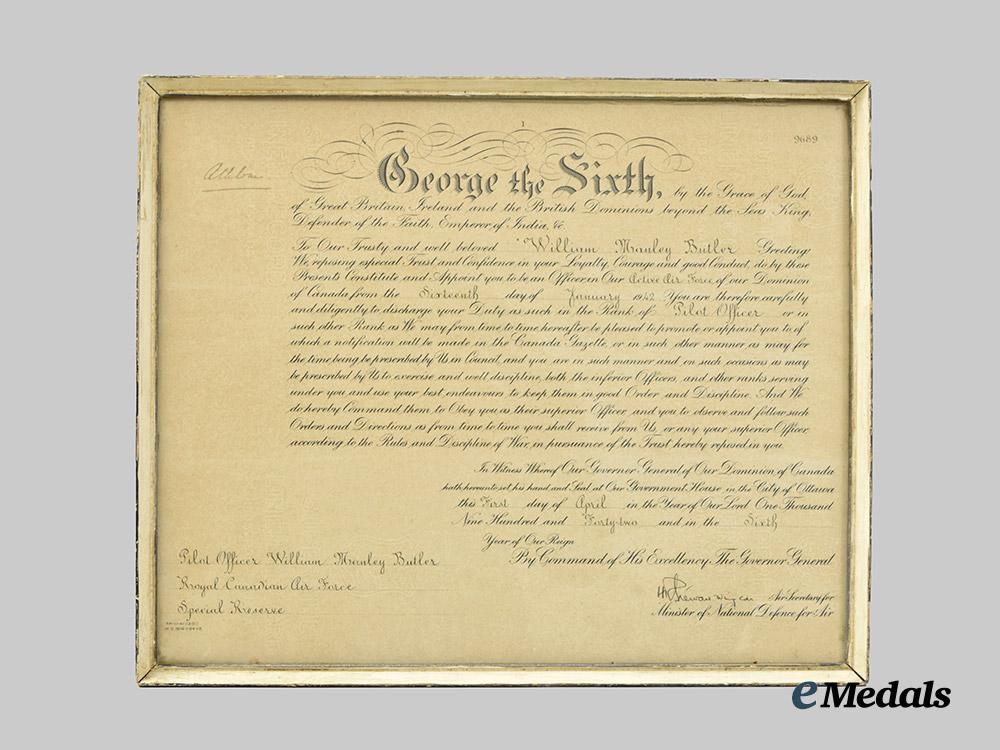 1
9689
Athlone
George the Sixth, by the Grace of God,
of Great Britain, Ireland and the British Dominions beyond the Seas King,
Defender of the Faith, Emperor of India, &c.
To Our Trusty and well beloved William Manley Butler Greeting:
We, reposing especial Trust and Confidence in your Loyalty, Courage and good Conduct, do by these
Presents Constitute and Appoint you to be an Officer in Our Active Air Force of our Dominion
of Canada from the Sixteenth day of January 1942 You are therefore carefully
and diligently to discharge your Duty as such in the Rank of Pilot Officer or in
such other Rank as We may from time to time hereafter be pleased to promote or appoint you to, of
which a notification will be made in the Canada Gazette, or in such other manner as may for
the time being be prescribed by Us in Council, and you are in such manner and on such occasions as may
be prescribed by Us to exercise and well discipline, both the inferior Officers, and other ranks serving
under you and use your best endeavours to keep them in good Order and Discipline. And We
do hereby Command them to Obey you as their superior Officer, and you to observe and follow such
Orders and Directions as from time to time you shall receive from Us, or any your superior Officer,
according to the Rules and Discipline of War, in pursuance of the Trust hereby reposed in you.
In Witness Whereof Our Governor General of Our Dominion of Canada
hath hereunto set his hand and Seal at Our Government House, in the City of Ottawa
this First day of April in the Year of Our Lord One Thousand
Nine Hundred and Forty-two and in the Sixth
Year of Our Reign
By Command of His Excellency The Governor General
Pilot Officer William Manley Butler
Royal Canadian Air Force
Special Reserve
Air Secretary for
Minister of National Defence for Air
eMedals